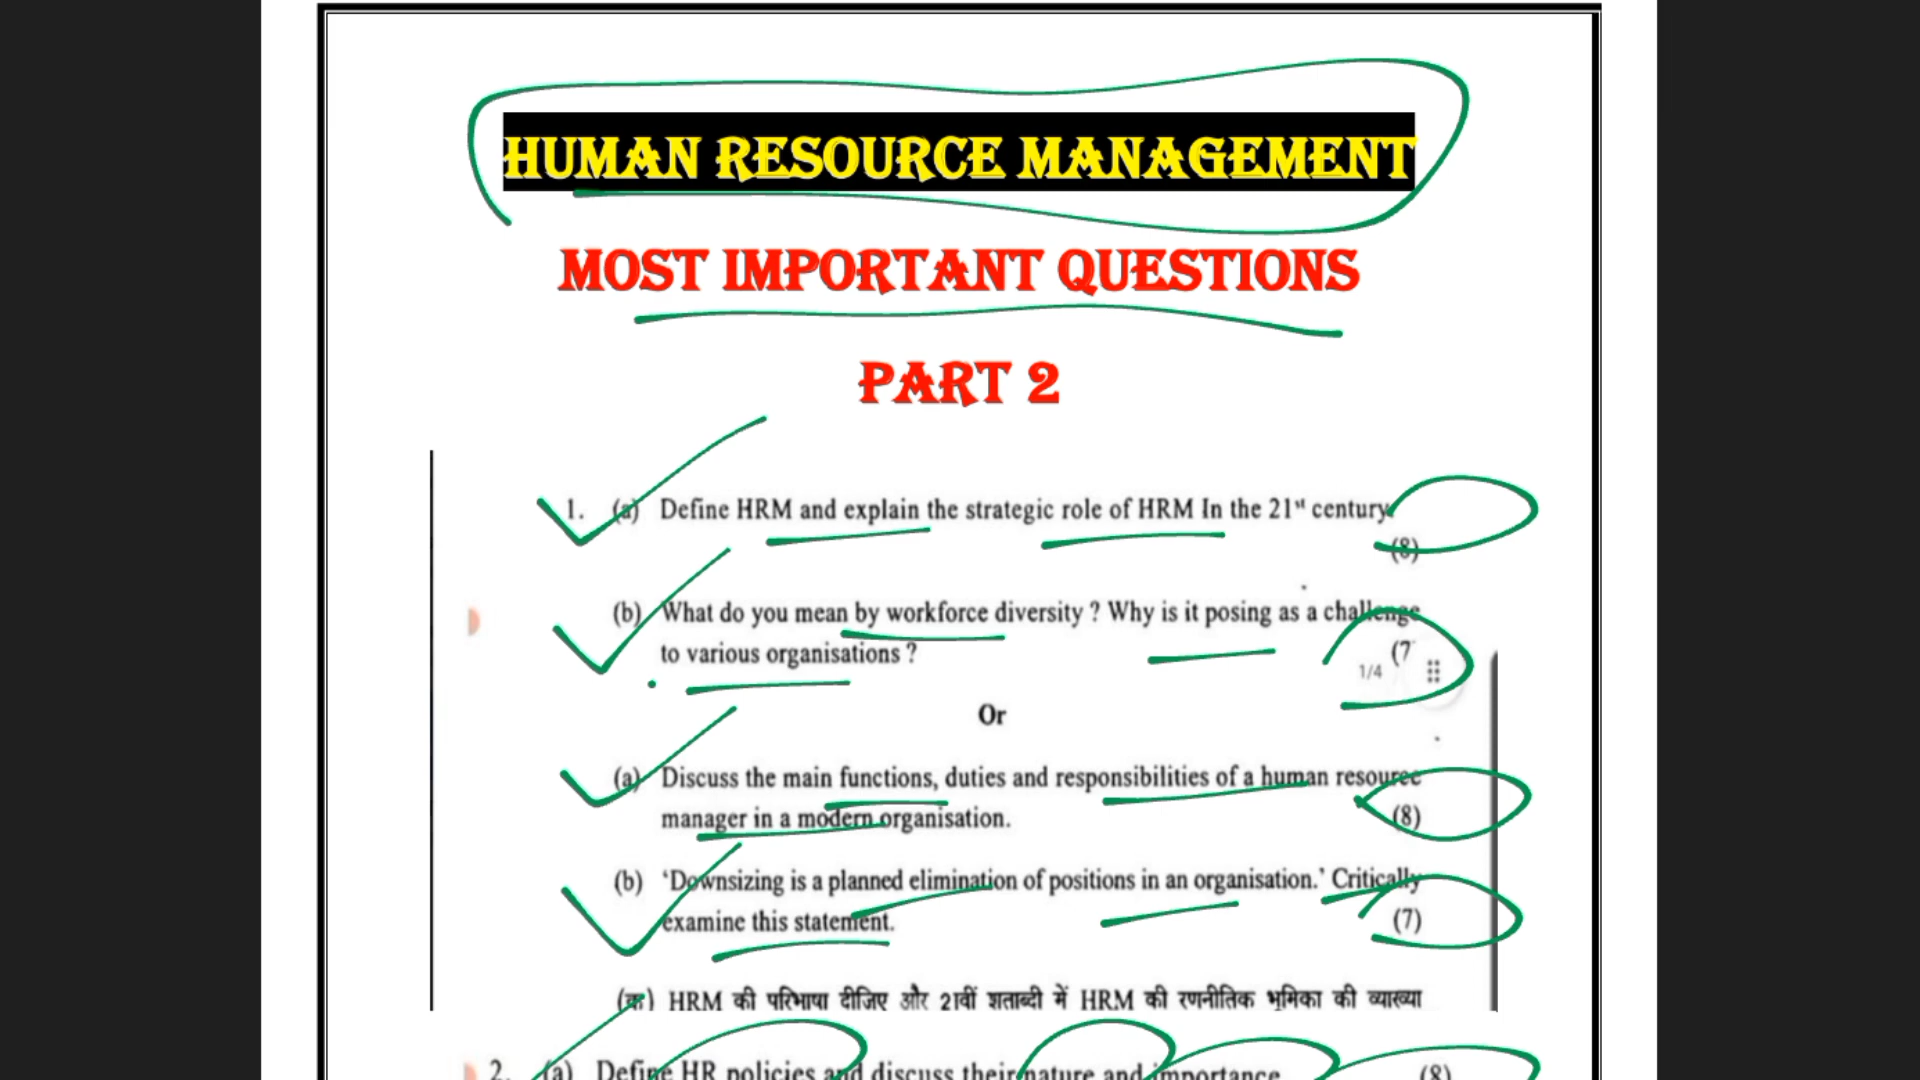 HUMAN RESOURCE MANAGEMENT
MOST IMPORTANT QUESTIONS
PART 2
1. (a) Define HRM and explain the strategic role of HRM In the 21st century.
(8)
(b) What do you mean by workforce diversity ? Why is it posing as a challenge
to various organisations ? (7
1/4
Or
(a) Discuss the main functions, duties and responsibilities of a human resource
manager in a modern organisation. (8)
(b) ‘Downsizing is a planned elimination of positions in an organisation.’ Critically
examine this statement. (7)
(क) HRM की परिभाषा दीजिए और 21वीं शताब्दी में HRM की रणनीतिक भूमिका की व्याख्या
2. (a) Define HR policies and discuss their nature and importance. (8)